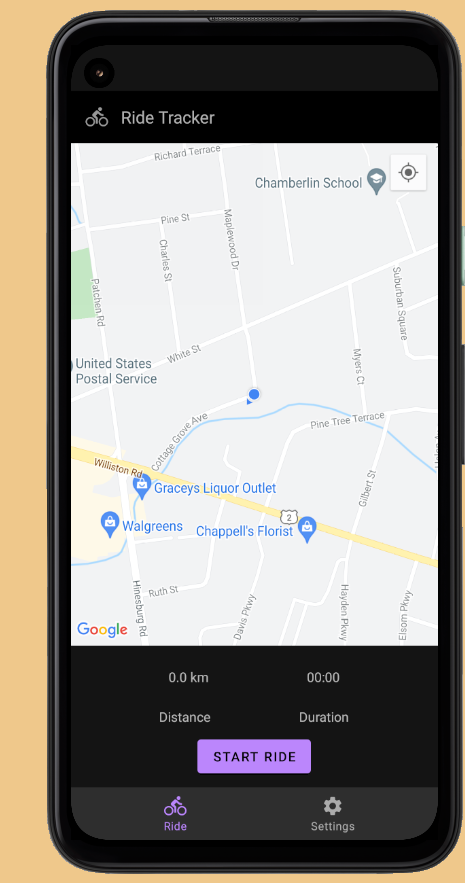 Ride Tracker
Richard Terrace
Chamberlin School
Pine St
Maplewood Dr
Charles St
Patchen Rd
Suburban Square
United States
Postal Service
White St
Myers Ct
Cottage Grove Ave
Pine Tree Terrace
Williston Rd
Graceys Liquor Outlet
Gilbert St
2
Walgreens
Chappell's Florist
Hinesburg Rd
Ruth St
Davis Pkwy
Hayden Pkwy
Elsom Pkwy
Google
0.0 km
00:00
Distance
Duration
START RIDE
Ride
Settings